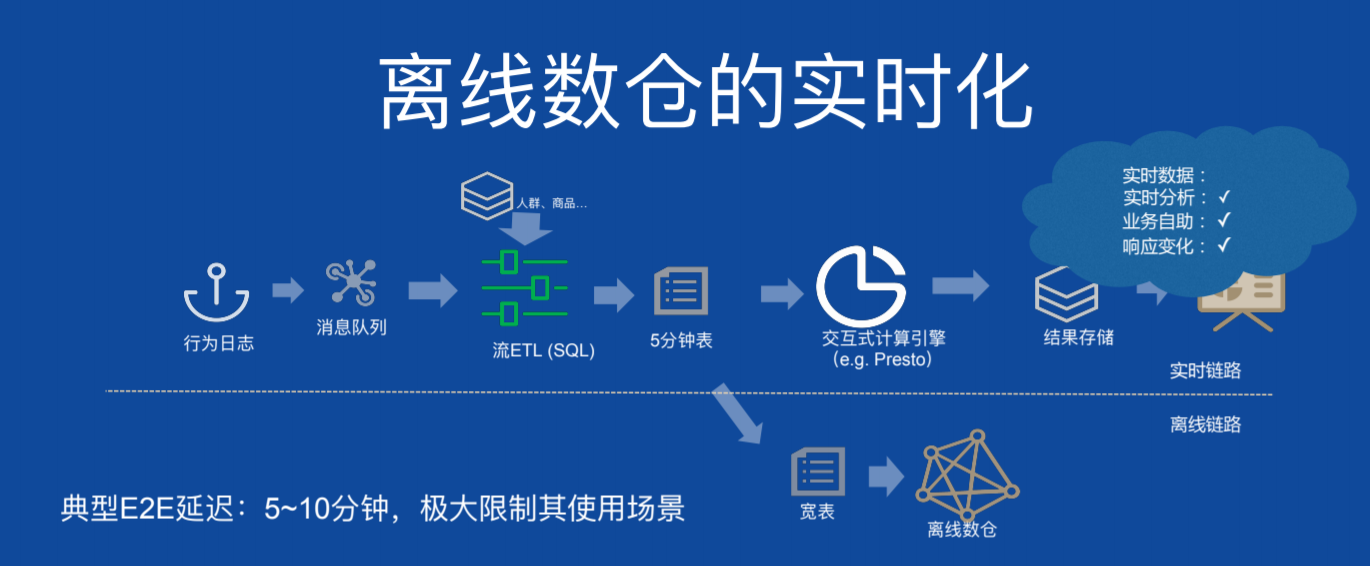 离线数仓的实时化
实时数据：
实时分析：✓
业务自助：✓
响应变化：✓
人群、商品...
行为日志
消息队列
流ETL (SQL)
5分钟表
交互式计算引擎
（e.g. Presto）
结果存储
实时链路
离线链路
宽表
离线数仓
典型E2E延迟：5~10分钟，极大限制其使用场景